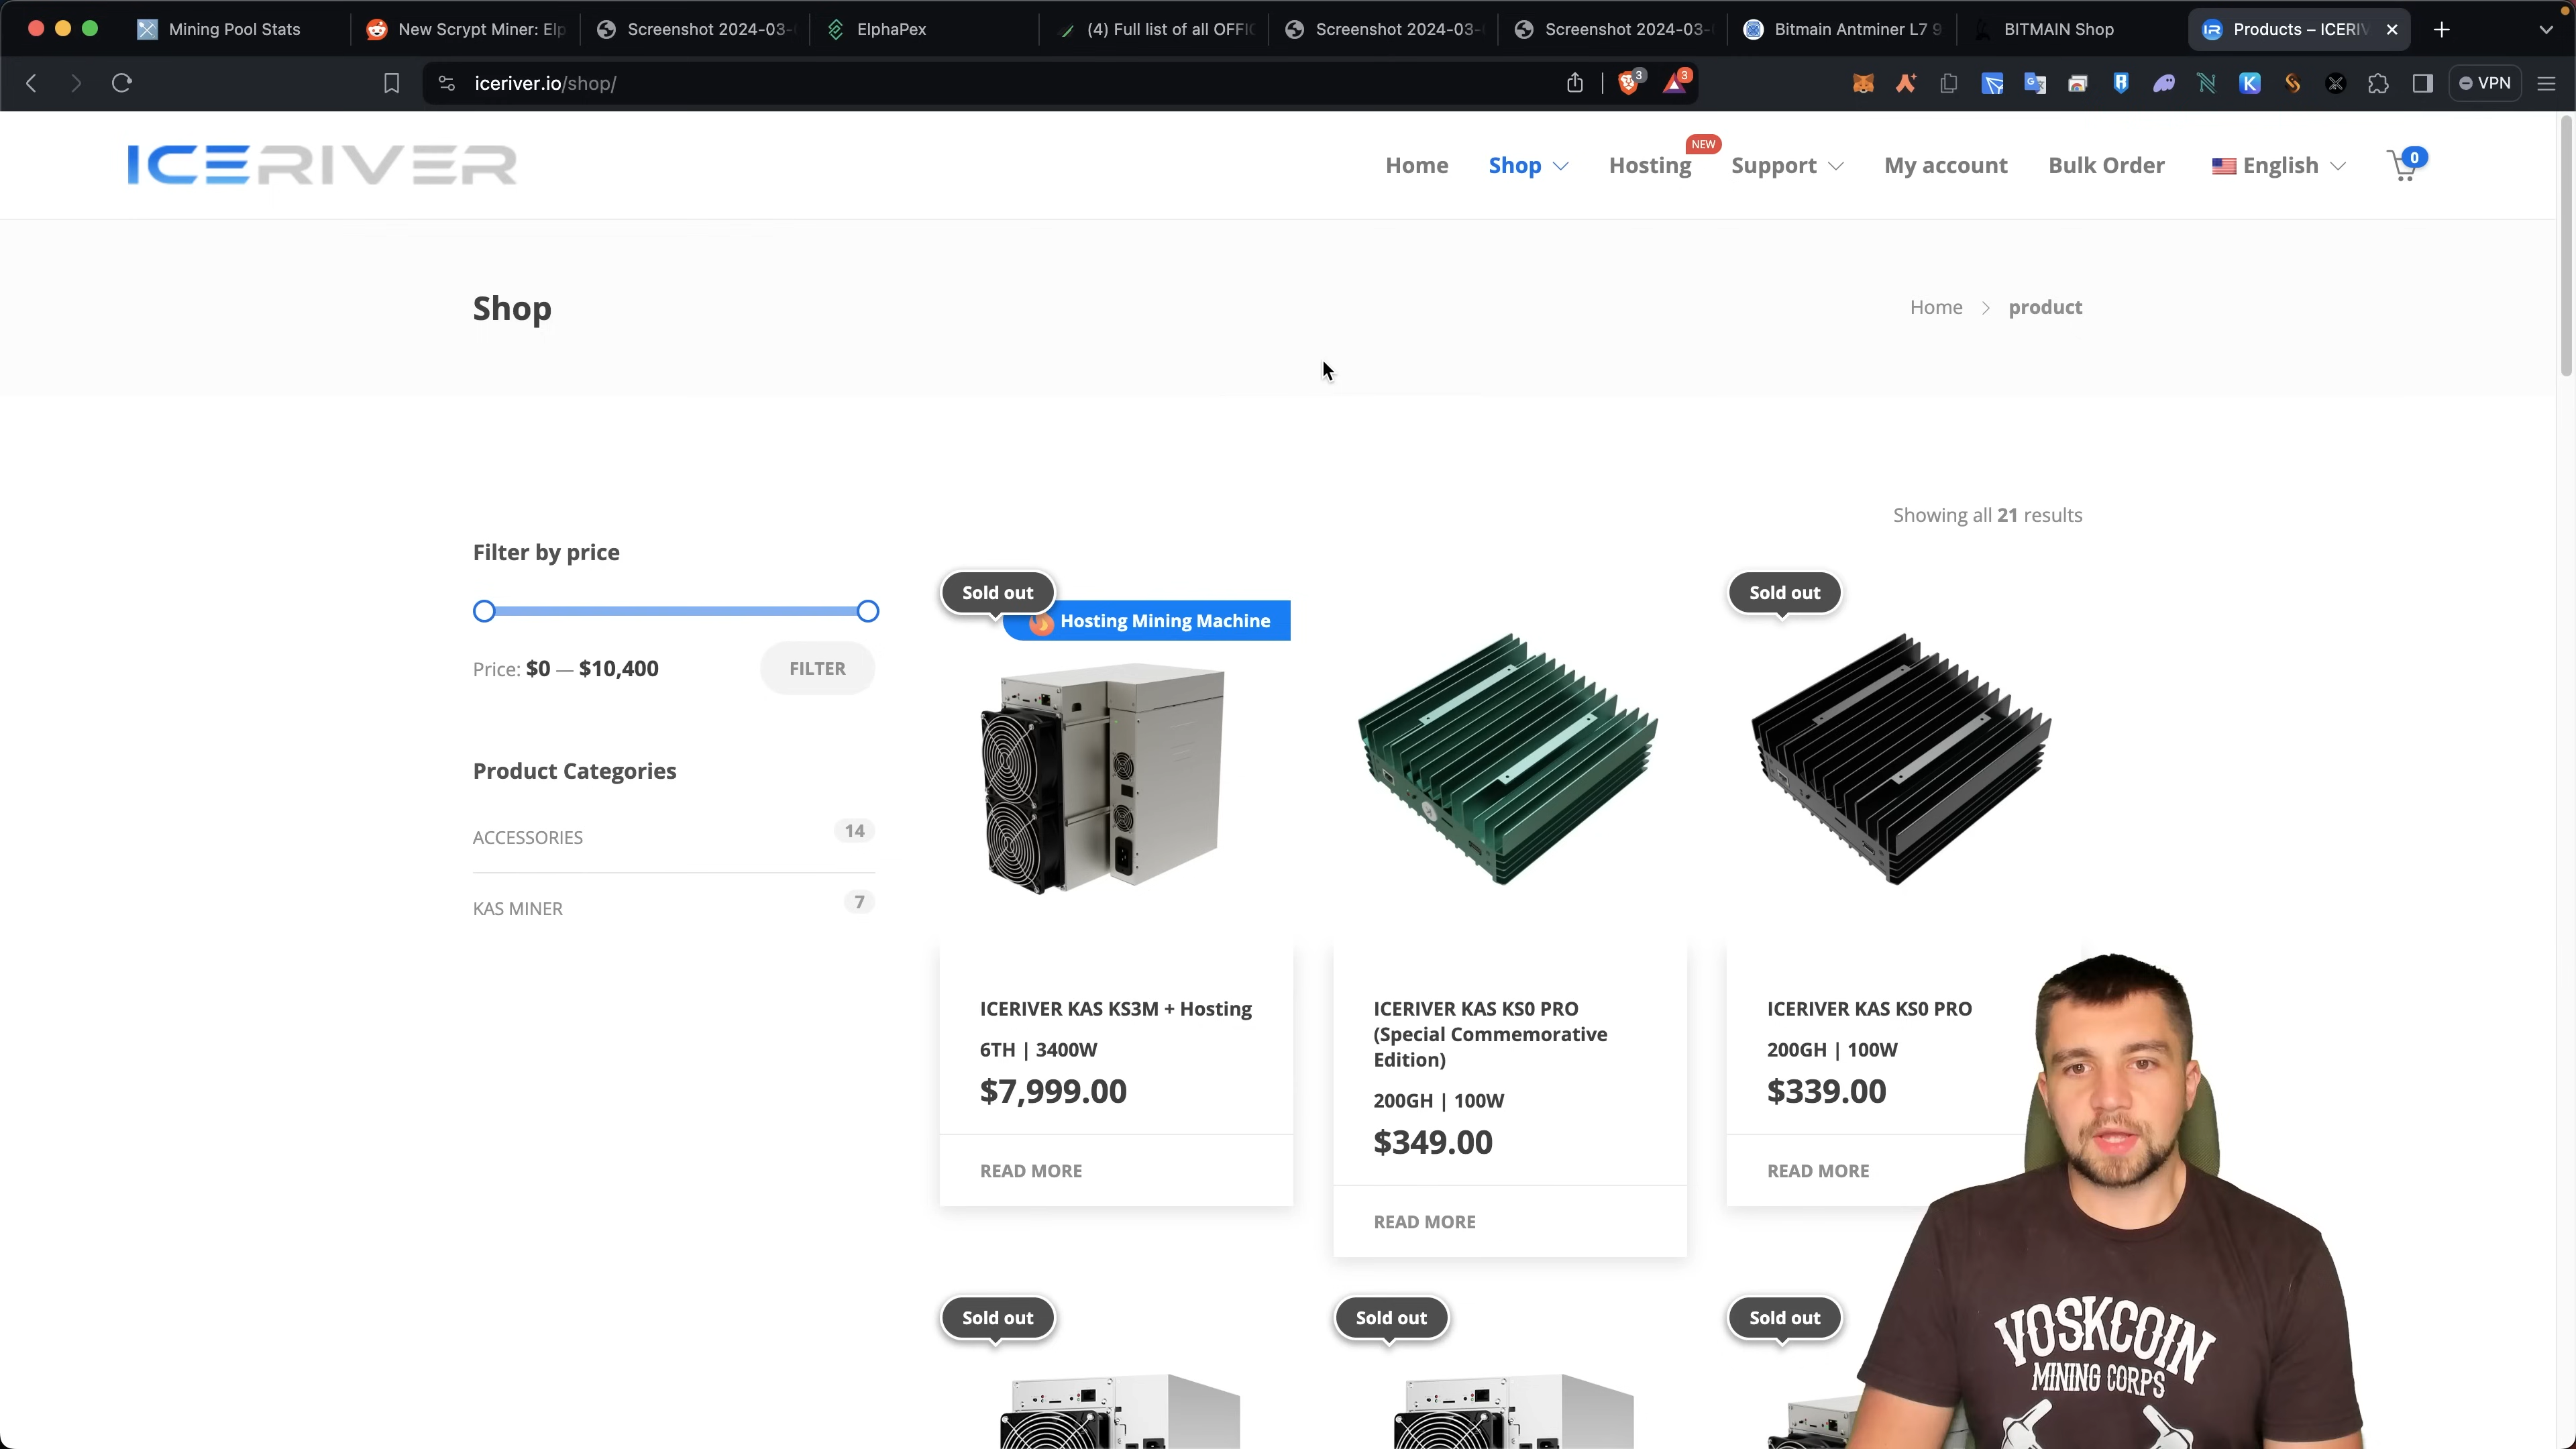 Mining Pool Stats
New Scrypt Miner: Elp
Screenshot 2024-03-
ElphaPex
(4) Full list of all OFFIC
Screenshot 2024-03-
Screenshot 2024-03-
Bitmain Antminer L7 9
BITMAIN Shop
Products – ICERIV
iceriver.io/shop/
3
3
VPN
ICERIVER
Home
Shop
Hosting
NEW
Support
My account
Bulk Order
English
0
Shop
Home > product
Showing all 21 results
Filter by price
Price: $0 — $10,400
FILTER
Product Categories
ACCESSORIES
14
KAS MINER
7
Sold out
Hosting Mining Machine
ICERIVER KAS KS3M + Hosting
6TH | 3400W
$7,999.00
READ MORE
ICERIVER KAS KS0 PRO
(Special Commemorative
Edition)
200GH | 100W
$349.00
READ MORE
Sold out
ICERIVER KAS KS0 PRO
200GH | 100W
$339.00
READ MORE
Sold out
Sold out
Sold out
VOSKCOIN
MINING CORPS